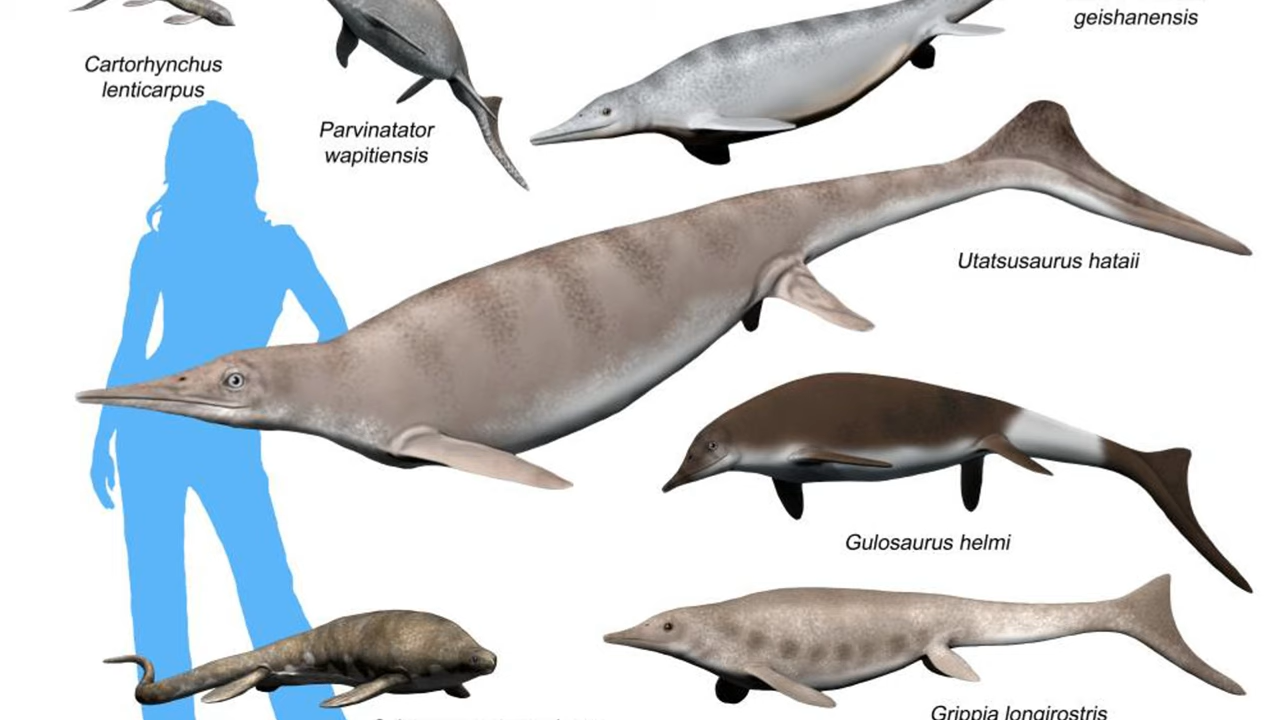 geishanensis
Cartorhynchus
lenticarpus
Parvinatator
wapitiensis
Utatsusaurus hataii
Gulosaurus helmi
Grippia longirostris